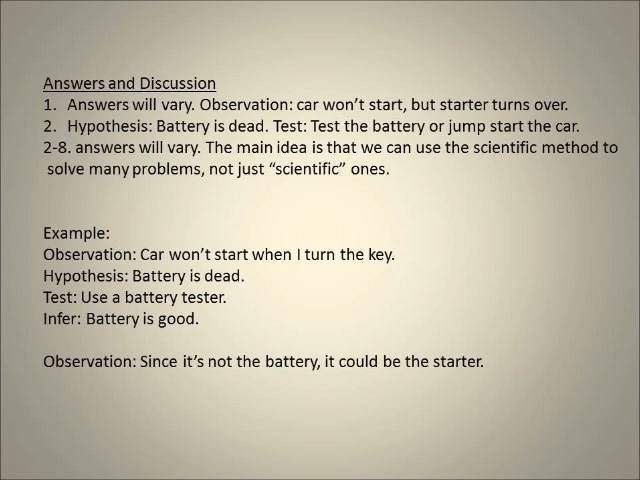 Answers and Discussion
1. Answers will vary. Observation: car won’t start, but starter turns over.
2. Hypothesis: Battery is dead. Test: Test the battery or jump start the car.
2-8. answers will vary. The main idea is that we can use the scientific method to
solve many problems, not just “scientific” ones.
Example:
Observation: Car won’t start when I turn the key.
Hypothesis: Battery is dead.
Test: Use a battery tester.
Infer: Battery is good.
Observation: Since it’s not the battery, it could be the starter.